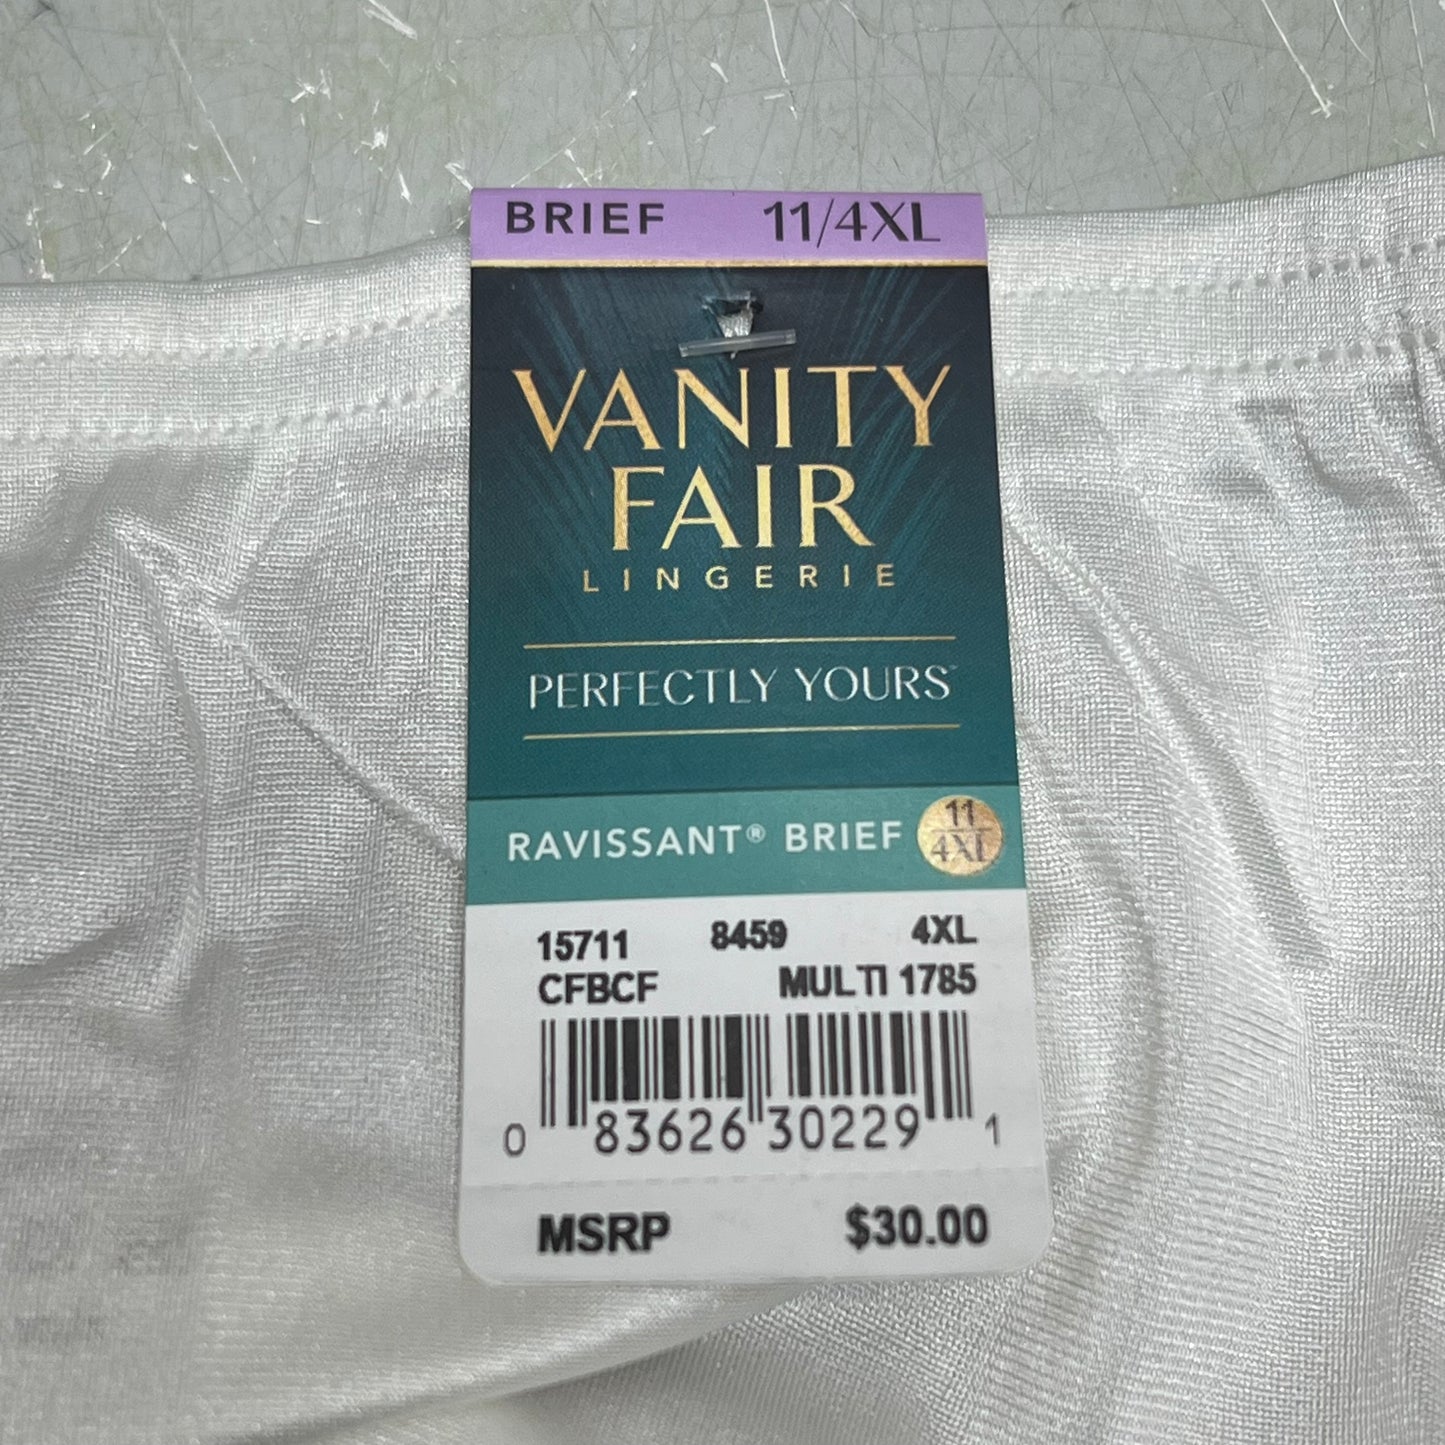 BRIEF 11/4XL
VANITY
FAIR
LINGERIE
PERFECTLY YOURS™
RAVISSANT® BRIEF 11
4XL
15711 8459 4XL
CFBCF MULTI 1785
0 83626 30229 1
MSRP $30.00